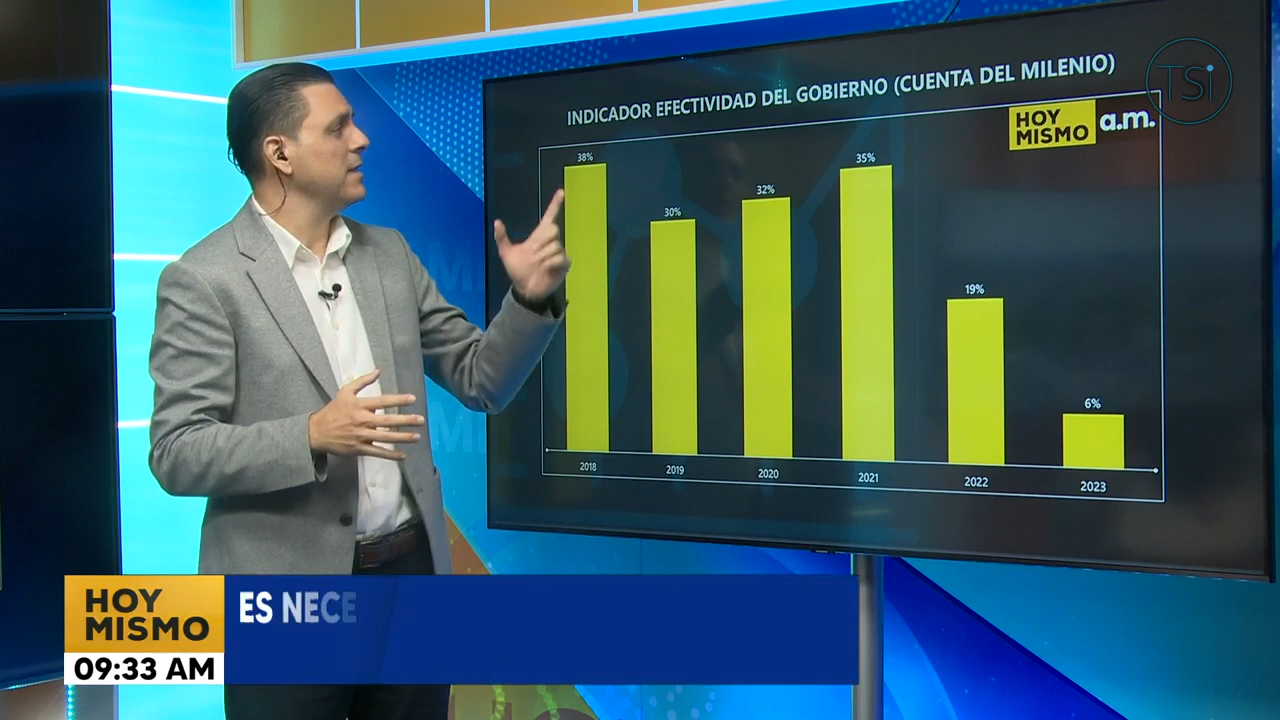 INDICADOR EFECTIVIDAD DEL GOBIERNO (CUENTA DEL MILENIO)
TSi
HOY MISMO a.m.
38%
30%
32%
35%
19%
6%
2018
2019
2020
2021
2022
2023
HOY
MISMO
ES NECE
09:33 AM